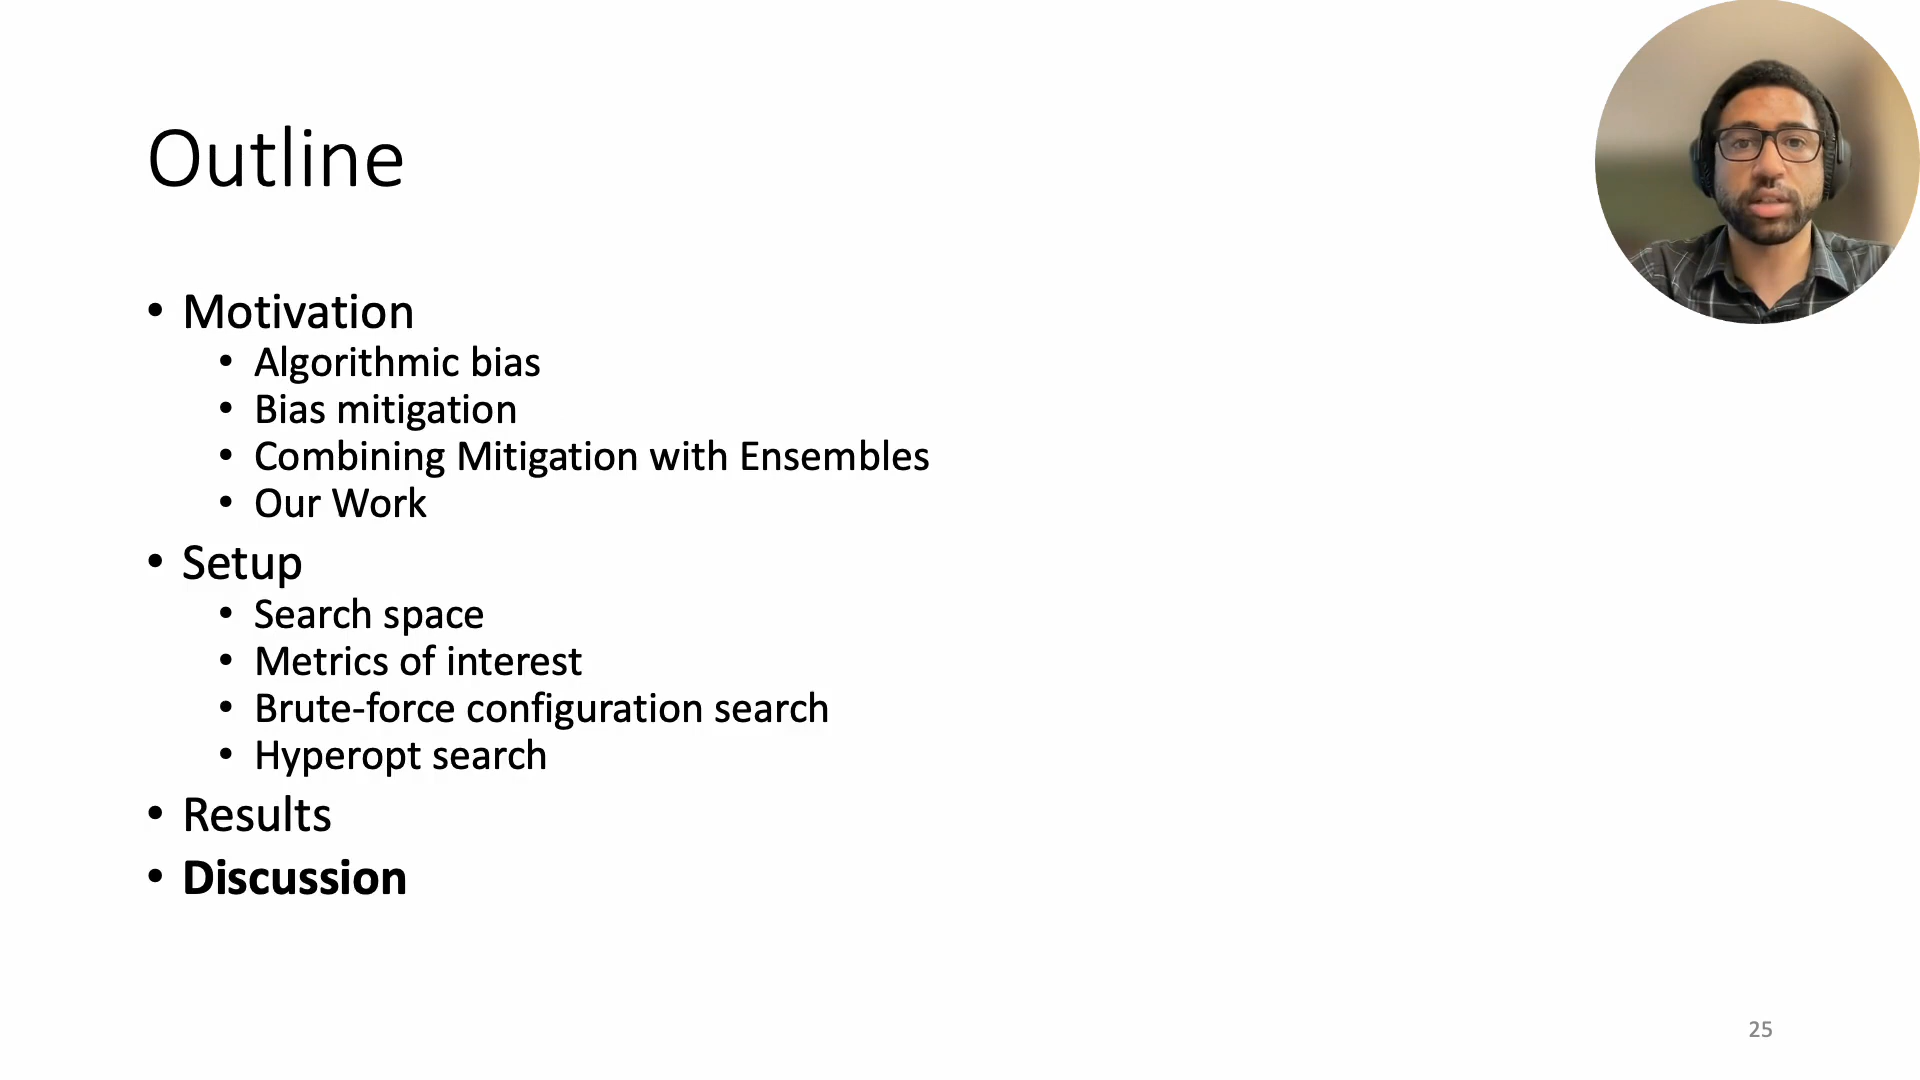 Outline
• Motivation
• Algorithmic bias
• Bias mitigation
• Combining Mitigation with Ensembles
• Our Work
• Setup
• Search space
• Metrics of interest
• Brute-force configuration search
• Hyperopt search
• Results
• Discussion
25